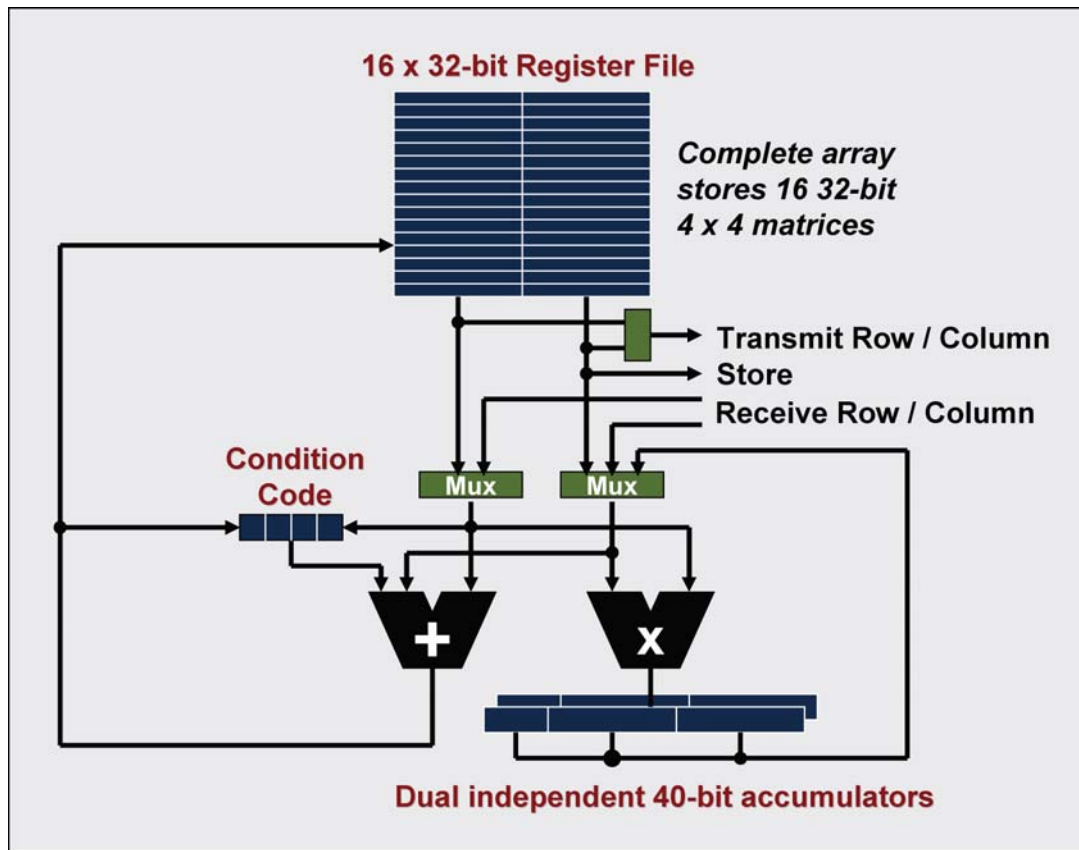 16 x 32-bit Register File
Complete array
stores 16 32-bit
4 x 4 matrices
Transmit Row / Column
Store
Receive Row / Column
Condition
Code
Mux
Mux
+
x
Dual independent 40-bit accumulators